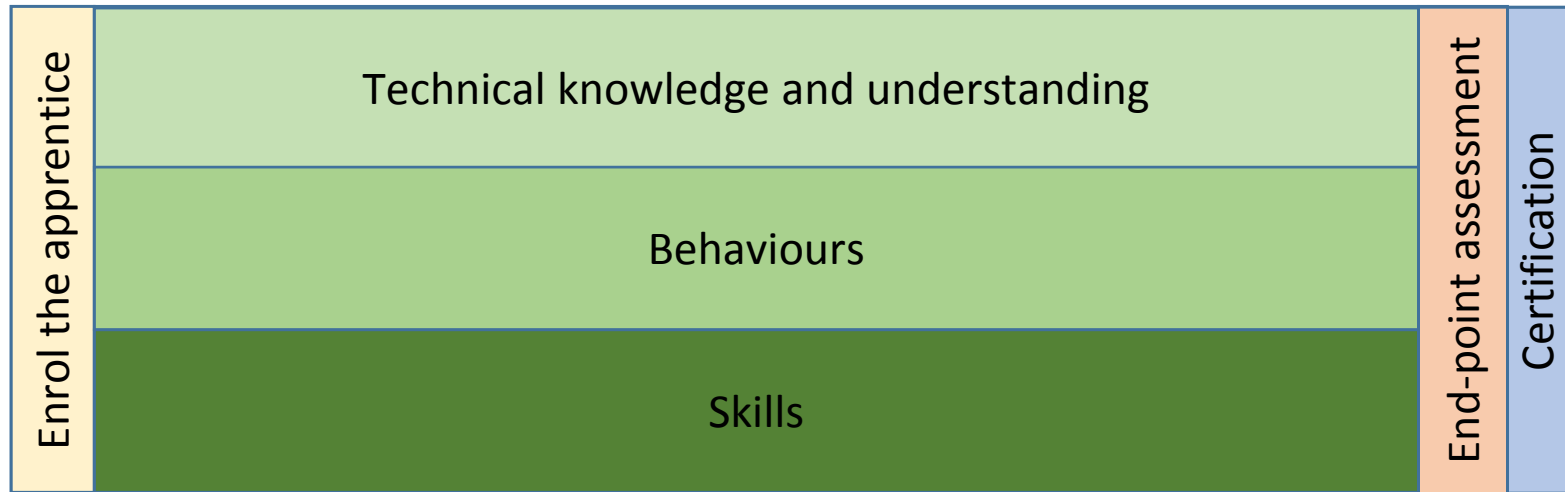 Enrol the apprentice
Technical knowledge and understanding
Behaviours
Skills
End-point assessment
Certification